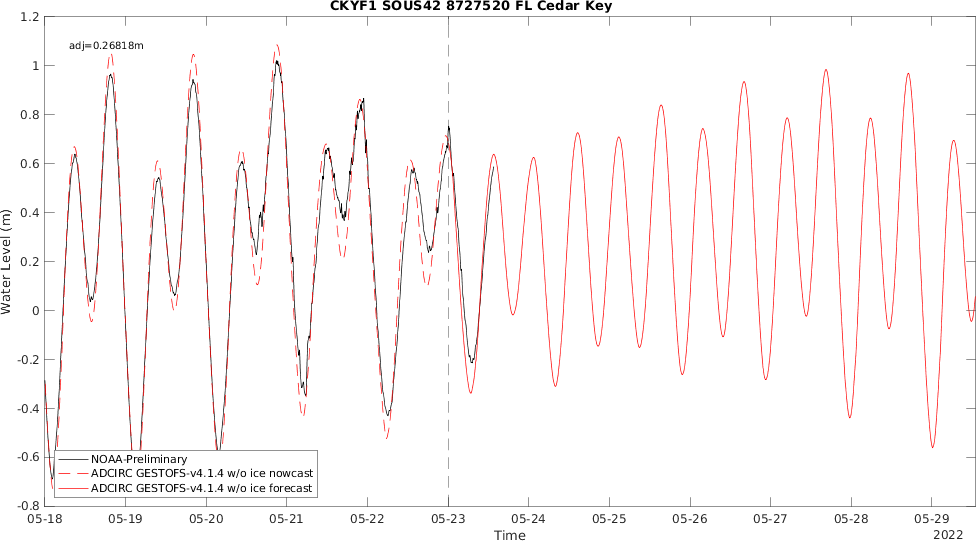 CKYF1 SOUS42 8727520 FL Cedar Key
adj=0.26818m
1.2
1
0.8
0.6
0.4
0.2
0
-0.2
-0.4
-0.6
-0.8
Water Level (m)
NOAA-Preliminary
ADCIRC GESTOFS-v4.1.4 w/o ice nowcast
ADCIRC GESTOFS-v4.1.4 w/o ice forecast
05-18 05-19 05-20 05-21 05-22 05-23 05-24 05-25 05-26 05-27 05-28 05-29
Time
2022